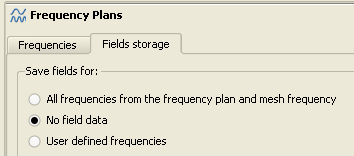 Frequency Plans
Frequencies Fields storage
Save fields for:
All frequencies from the frequency plan and mesh frequency
No field data
User defined frequencies